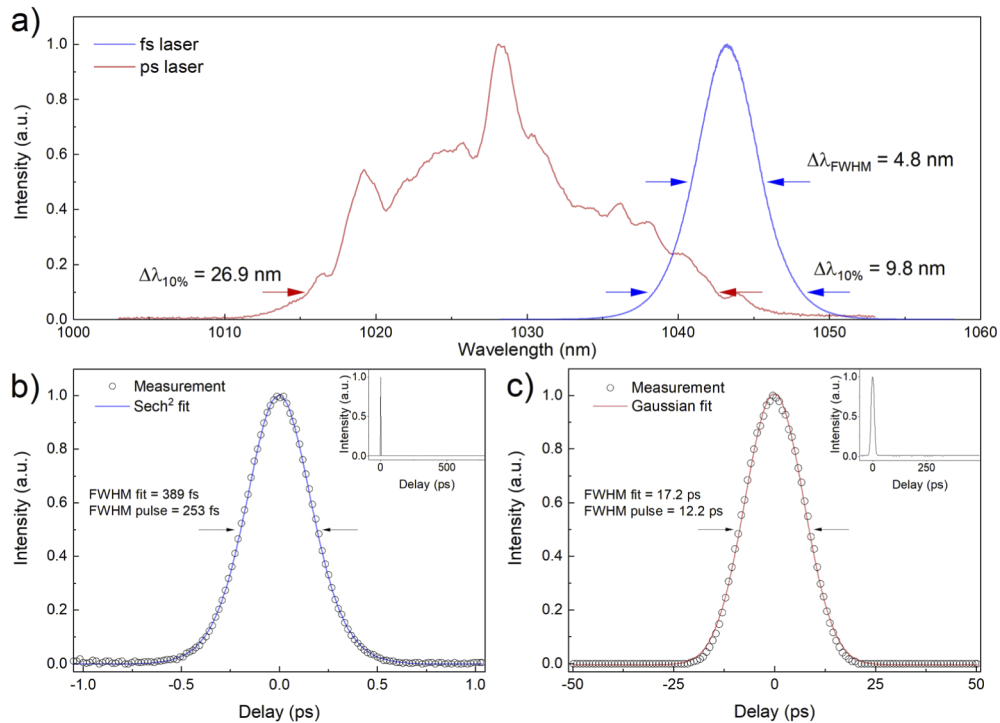 a)
fs laser
ps laser
Intensity (a.u.)
1.0
0.8
0.6
0.4
0.2
0.0
Δλ10% = 26.9 nm
ΔλFWHM = 4.8 nm
Δλ10% = 9.8 nm
1000 1010 1020 1030 1040 1050 1060
Wavelength (nm)
b)
Measurement
Sech² fit
Intensity (a.u.)
1.0
0.8
0.6
0.4
0.2
0.0
FWHM fit = 389 fs
FWHM pulse = 253 fs
Intensity (a.u.)
1.0
0.5
0.0
0 500
Delay (ps)
-1.0 -0.5 0.0 0.5 1.0
Delay (ps)
c)
Measurement
Gaussian fit
Intensity (a.u.)
1.0
0.8
0.6
0.4
0.2
0.0
FWHM fit = 17.2 ps
FWHM pulse = 12.2 ps
Intensity (a.u.)
1.0
0.5
0.0
0 250
Delay (ps)
-50 -25 0 25 50
Delay (ps)